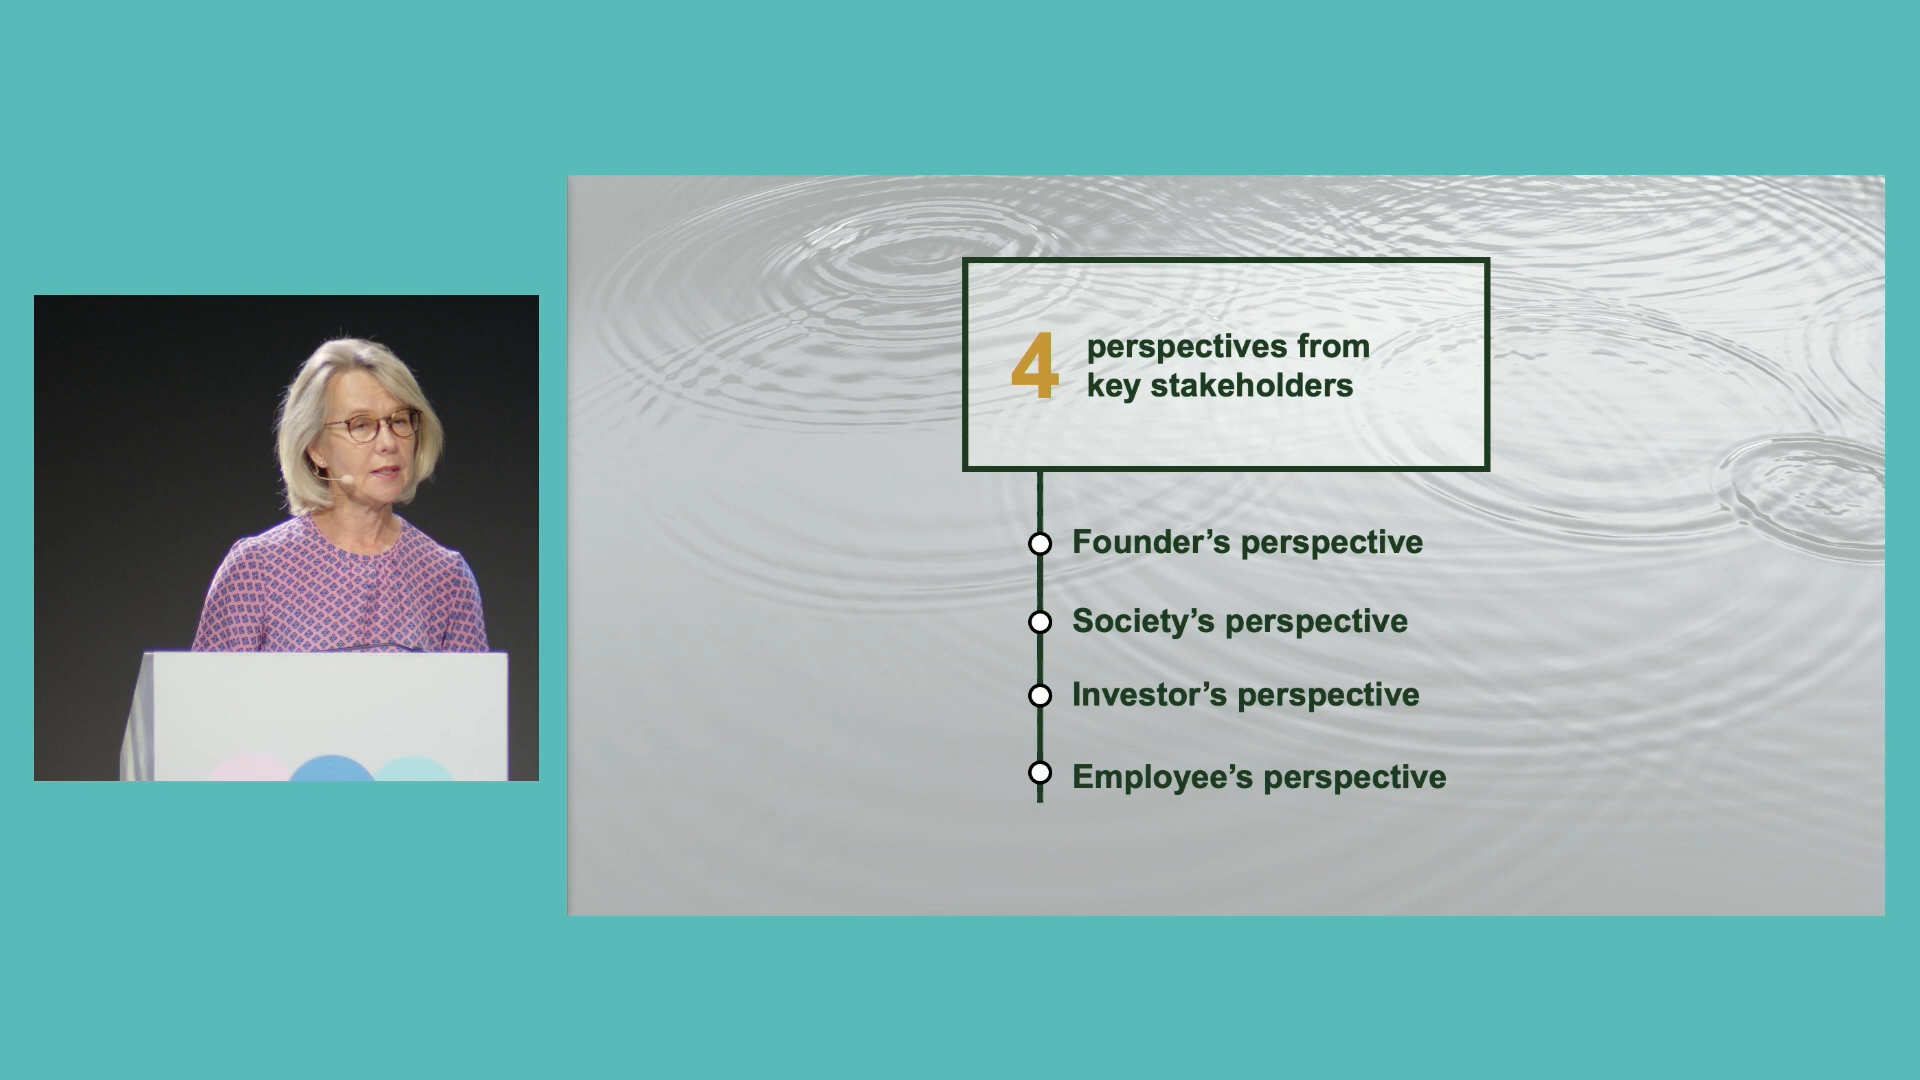 4
perspectives from
key stakeholders
Founder’s perspective
Society’s perspective
Investor’s perspective
Employee’s perspective